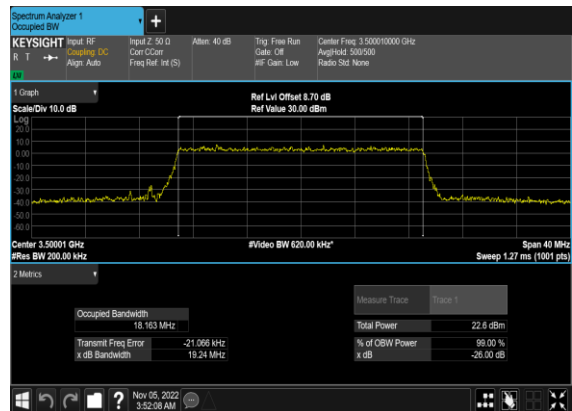 Spectrum Analyzer 1
Occupied BW
KEYSIGHT Input: RF Input Z: 50 Ω Atten: 40 dB Trig: Free Run Center Freq: 3.500010000 GHz
R T Coupling: DC Corr CCorr Gate: Off Avg|Hold: 500/500
Align: Auto Freq Ref: Int (S) #IF Gain: Low Radio Std: None
LW
1 Graph
Scale/Div 10.0 dB
Ref Lvl Offset 8.70 dB
Ref Value 30.00 dBm
Log
20.0
10.0
0.00
-10.0
-20.0
-30.0
-40.0
-50.0
-60.0
Center 3.50001 GHz #Video BW 620.00 kHz* Span 40 MHz
#Res BW 200.00 kHz Sweep 1.27 ms (1001 pts)
2 Metrics
Measure Trace Trace 1
Occupied Bandwidth
18.163 MHz
Total Power 22.6 dBm
Transmit Freq Error -21.066 kHz % of OBW Power 99.00 %
x dB Bandwidth 19.24 MHz x dB -26.00 dB
? Nov 05, 2022
3:52:08 AM